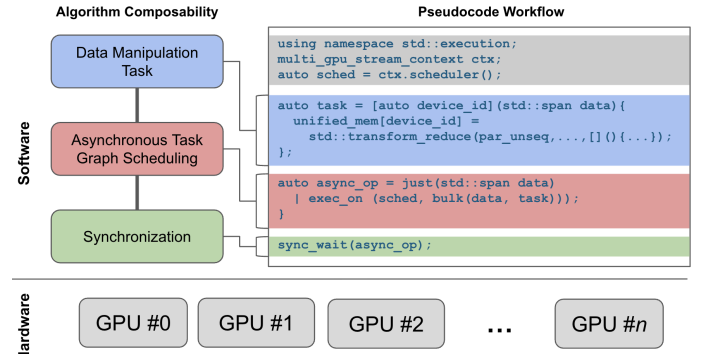 Algorithm Composability
Pseudocode Workflow
Software
Data Manipulation
Task
Asynchronous Task
Graph Scheduling
Synchronization
using namespace std::execution;
multi_gpu_stream_context ctx;
auto sched = ctx.scheduler();
auto task = [auto device_id](std::span data){
unified_mem[device_id] =
std::transform_reduce(par_unseq,...,[](){...});
};
auto async_op = just(std::span data)
| exec_on (sched, bulk(data, task)));
}
sync_wait(async_op);
Hardware
GPU #0
GPU #1
GPU #2
...
GPU #n